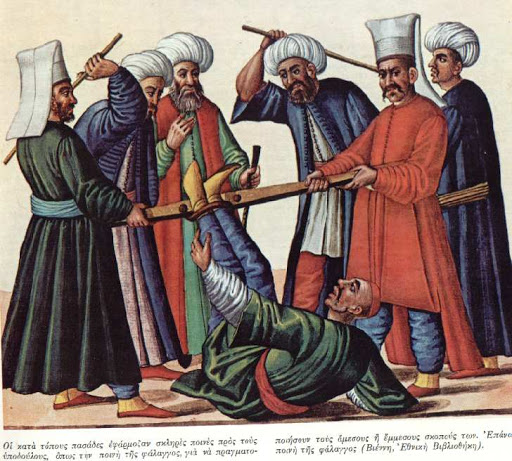 Οἱ κατὰ τόπους πασάδες ἐφάρμοζαν σκληρὲς ποινὲς πρὸς τοὺς
ὑποδούλους, ὅπως τὴν ποινὴ τῆς φάλαγγος, γιὰ νὰ πραγματο-
ποιήσουν τοὺς ἄμεσους ἢ ἔμμεσους σκοπούς των. Ἐπάνω
ποινὴ τῆς φάλαγγος (Βιέννη, Ἐθνικὴ Βιβλιοθήκη).